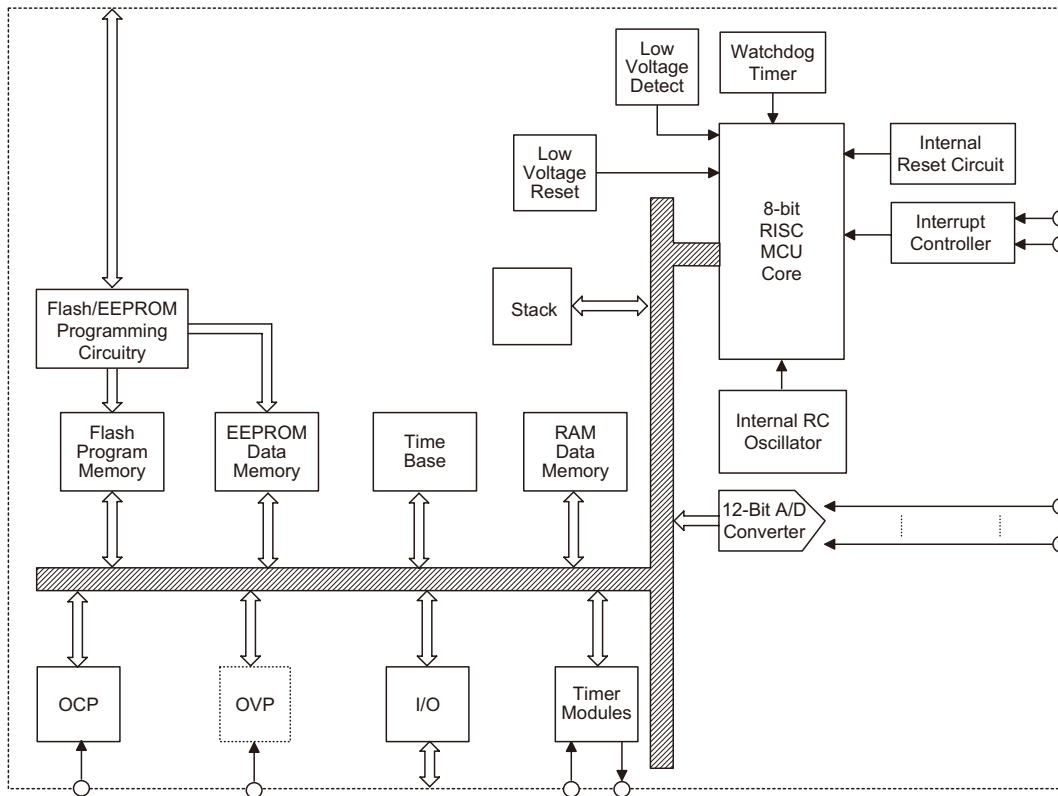 Low
Voltage
Detect
Watchdog
Timer
Low
Voltage
Reset
8-bit
RISC
MCU
Core
Internal
Reset Circuit
Interrupt
Controller
Stack
Flash/EEPROM
Programming
Circuitry
Flash
Program
Memory
EEPROM
Data
Memory
Time
Base
RAM
Data
Memory
Internal RC
Oscillator
12-Bit A/D
Converter
OCP
OVP
I/O
Timer
Modules